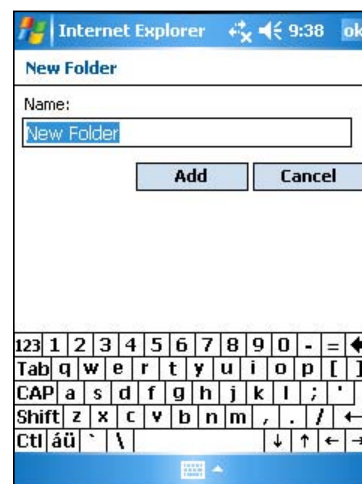 Internet Explorer 9:38 ok
New Folder
Name:
New Folder
Add Cancel
123 1 2 3 4 5 6 7 8 9 0 - =
Tab q w e r t y u i o p [ ]
CAP a s d f g h j k l ; '
Shift z x c v b n m , . /
Ctl áü ` \ ↓ ↑ ← →